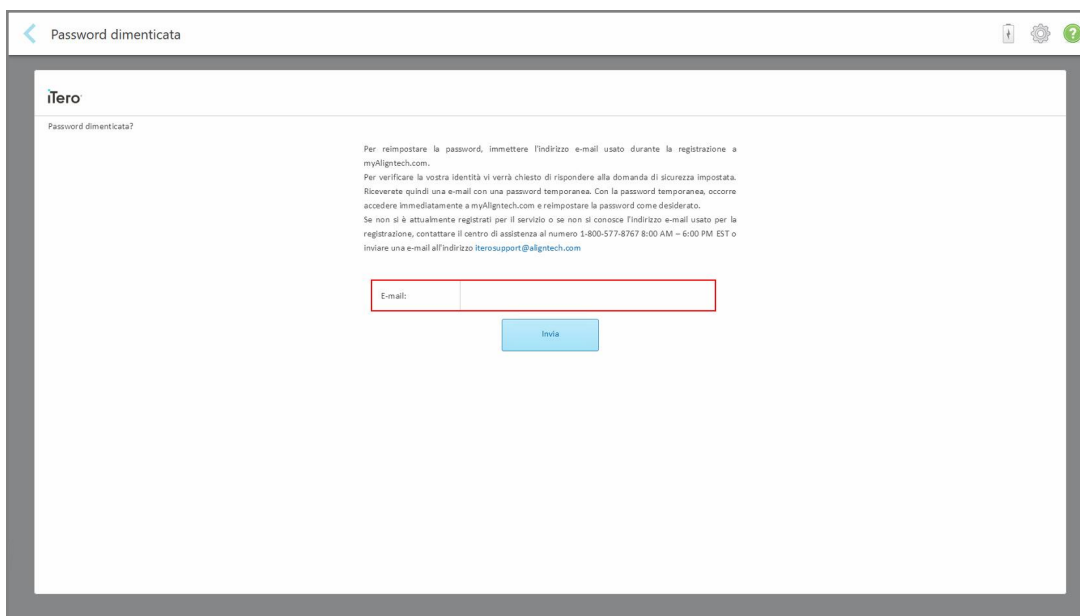 Password dimenticata
?
iTero
Password dimenticata?
Per reimpostare la password, immettere l'indirizzo e-mail usato durante la registrazione a
myAligntech.com.
Per verificare la vostra identità vi verrà chiesto di rispondere alla domanda di sicurezza impostata.
Riceverete quindi una e-mail con una password temporanea. Con la password temporanea, occorre
accedere immediatamente a myAligntech.com e reimpostare la password come desiderato.
Se non si è attualmente registrati per il servizio o se non si conosce l'indirizzo e-mail usato per la
registrazione, contattare il centro di assistenza al numero 1-800-577-8767 8:00 AM – 6:00 PM EST o
inviare una e-mail all'indirizzo iterosupport@aligntech.com
E-mail:
Invia